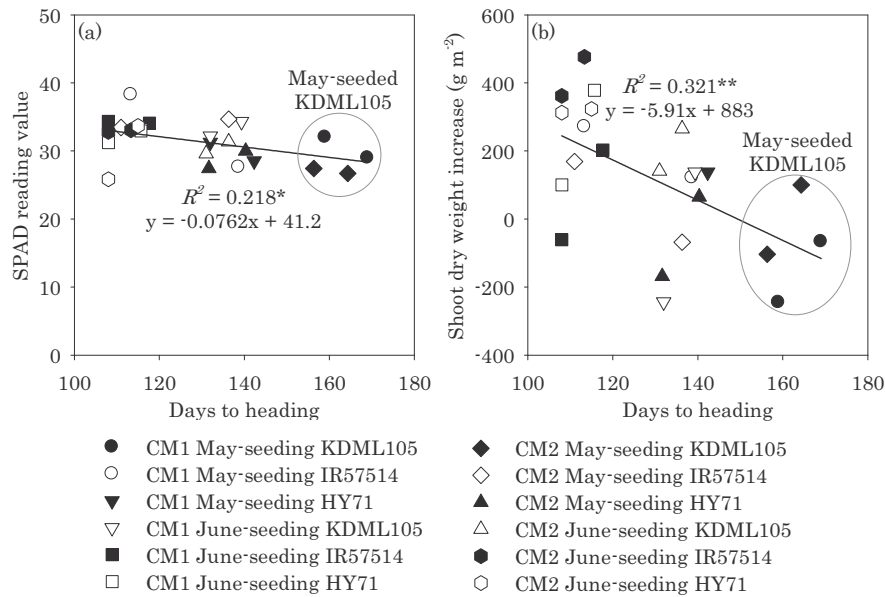 (a)
May-seeded
KDML105
R² = 0.218*
y = -0.0762x + 41.2
SPAD reading value
50
40
30
20
10
0
100
120
140
160
180
Days to heading
(b)
R² = 0.321**
y = -5.91x + 883
May-seeded
KDML105
Shoot dry weight increase (g m⁻²)
600
400
200
0
-200
-400
100
120
140
160
180
Days to heading
CM1 May-seeding KDML105
CM1 May-seeding IR57514
CM1 May-seeding HY71
CM1 June-seeding KDML105
CM1 June-seeding IR57514
CM1 June-seeding HY71
CM2 May-seeding KDML105
CM2 May-seeding IR57514
CM2 May-seeding HY71
CM2 June-seeding KDML105
CM2 June-seeding IR57514
CM2 June-seeding HY71